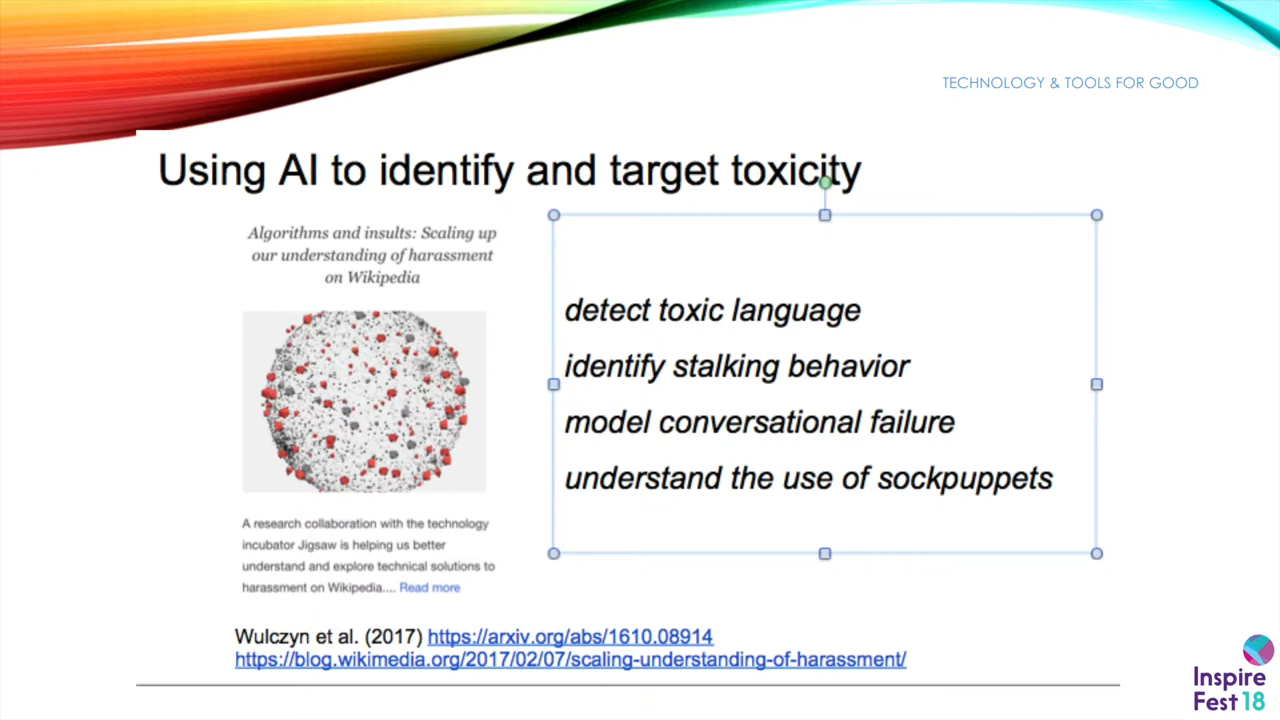 TECHNOLOGY & TOOLS FOR GOOD
Using AI to identify and target toxicity
Algorithms and insults: Scaling up
our understanding of harassment
on Wikipedia
A research collaboration with the technology
incubator Jigsaw is helping us better
understand and explore technical solutions to
harassment on Wikipedia.... Read more
detect toxic language
identify stalking behavior
model conversational failure
understand the use of sockpuppets
Wulczyn et al. (2017) https://arxiv.org/abs/1610.08914
https://blog.wikimedia.org/2017/02/07/scaling-understanding-of-harassment/
Inspire
Fest 18